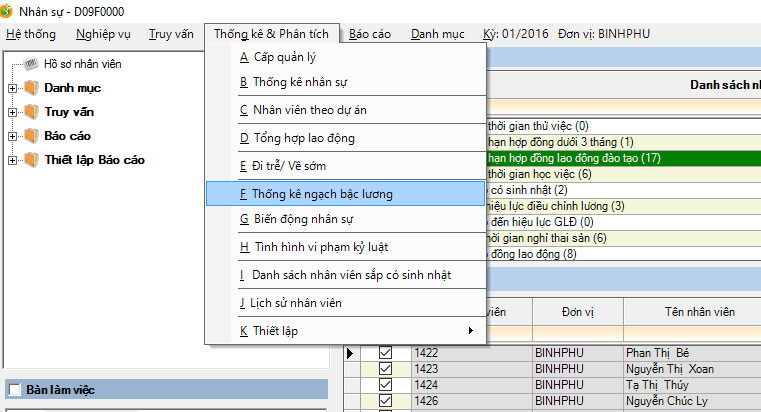 Nhân sự - D09F0000
Hệ thống Nghiệp vụ Truy vấn Thống kê & Phân tích Báo cáo Danh mục Kỳ: 01/2016 Đơn vị: BINHPHU
Hồ sơ nhân viên
Danh mục
Truy vấn
Báo cáo
Thiết lập Báo cáo
A Cấp quản lý
B Thống kê nhân sự
C Nhân viên theo dự án
D Tổng hợp lao động
E Đi trễ/ Về sớm
F Thống kê ngạch bậc lương
G Biến động nhân sự
H Tình hình vi phạm kỷ luật
I Danh sách nhân viên sắp có sinh nhật
J Lịch sử nhân viên
K Thiết lập
Danh sách
thời gian thử việc (0)
hạn hợp đồng dưới 3 tháng (1)
hạn hợp đồng lao động đào tạo (17)
thời gian học việc (6)
có sinh nhật (2)
hiệu lực điều chỉnh lương (3)
đến hiệu lực GLĐ (0)
thời gian nghỉ thai sản (6)
đồng lao động (8)
viên Đơn vị Tên nhân viên
1422 BINHPHU Phan Thị Bé
1423 BINHPHU Nguyễn Thị Xoan
1424 BINHPHU Tạ Thị Thúy
1426 BINHPHU Nguyễn Chúc Ly
Bàn làm việc